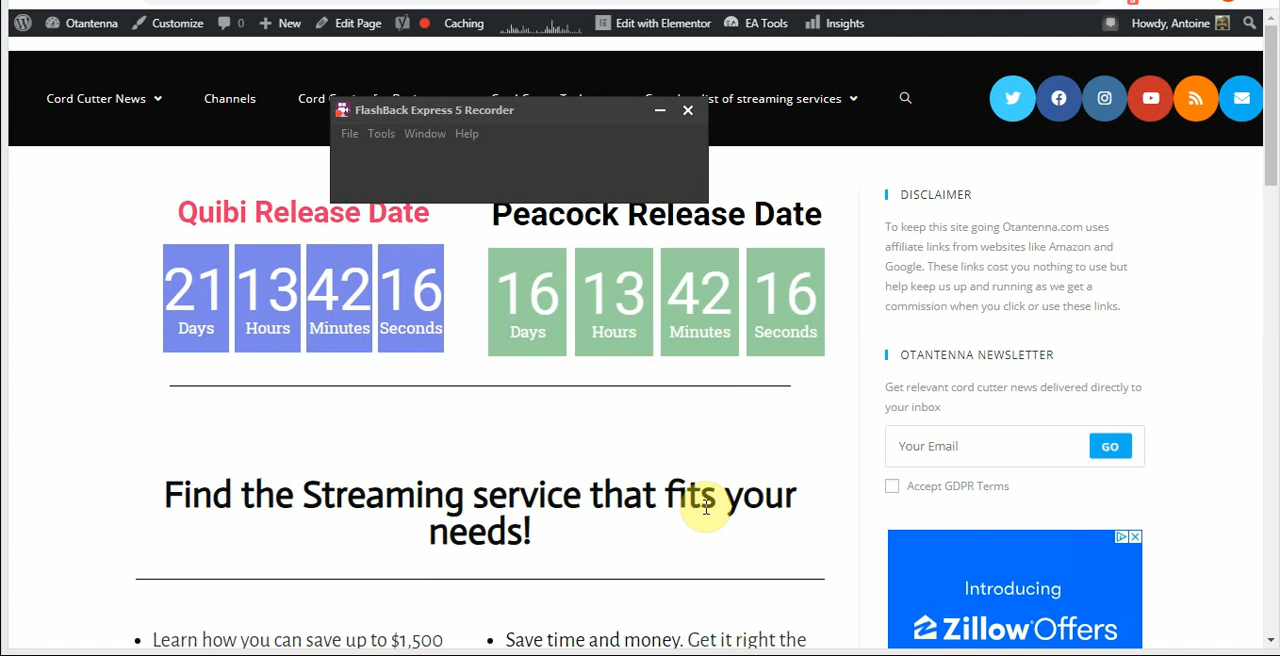 Otantenna Customize 0 New Edit Page Caching Edit with Elementor EA Tools Insights Howdy, Antoine
Cord Cutter News Channels list of streaming services
FlashBack Express 5 Recorder
File Tools Window Help
Quibi Release Date
21 13 42 16
Days Hours Minutes Seconds
Peacock Release Date
16 13 42 16
Days Hours Minutes Seconds
Find the Streaming service that fits your
needs!
Learn how you can save up to $1,500
Save time and money. Get it right the
DISCLAIMER
To keep this site going Otantenna.com uses
affiliate links from websites like Amazon and
Google. These links cost you nothing to use but
help keep us up and running as we get a
commission when you click or use these links.
OTANTENNA NEWSLETTER
Get relevant cord cutter news delivered directly to
your inbox
Your Email GO
Accept GDPR Terms
Introducing
Zillow Offers